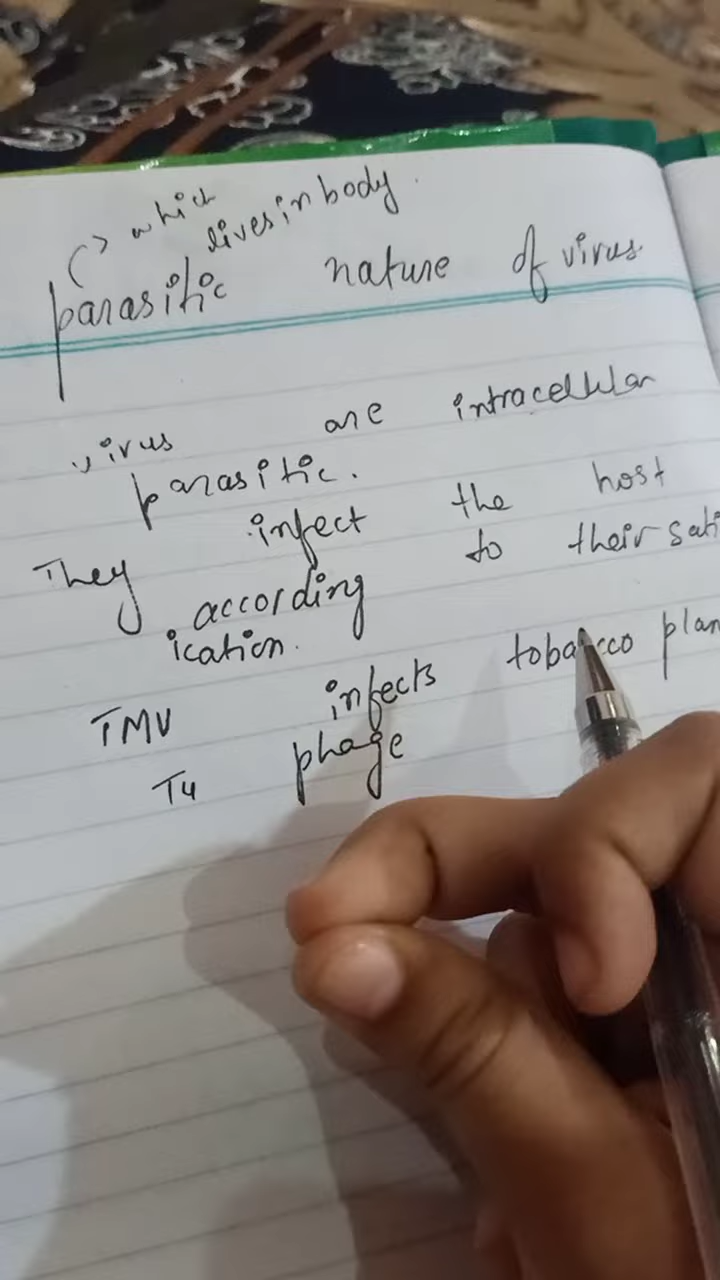 which
lives in body.
parasitic nature of virus.
virus are intracellular
parasitic.
They infect the host
according to their sati
ication.
TMV infects tobacco plan
T4 phage